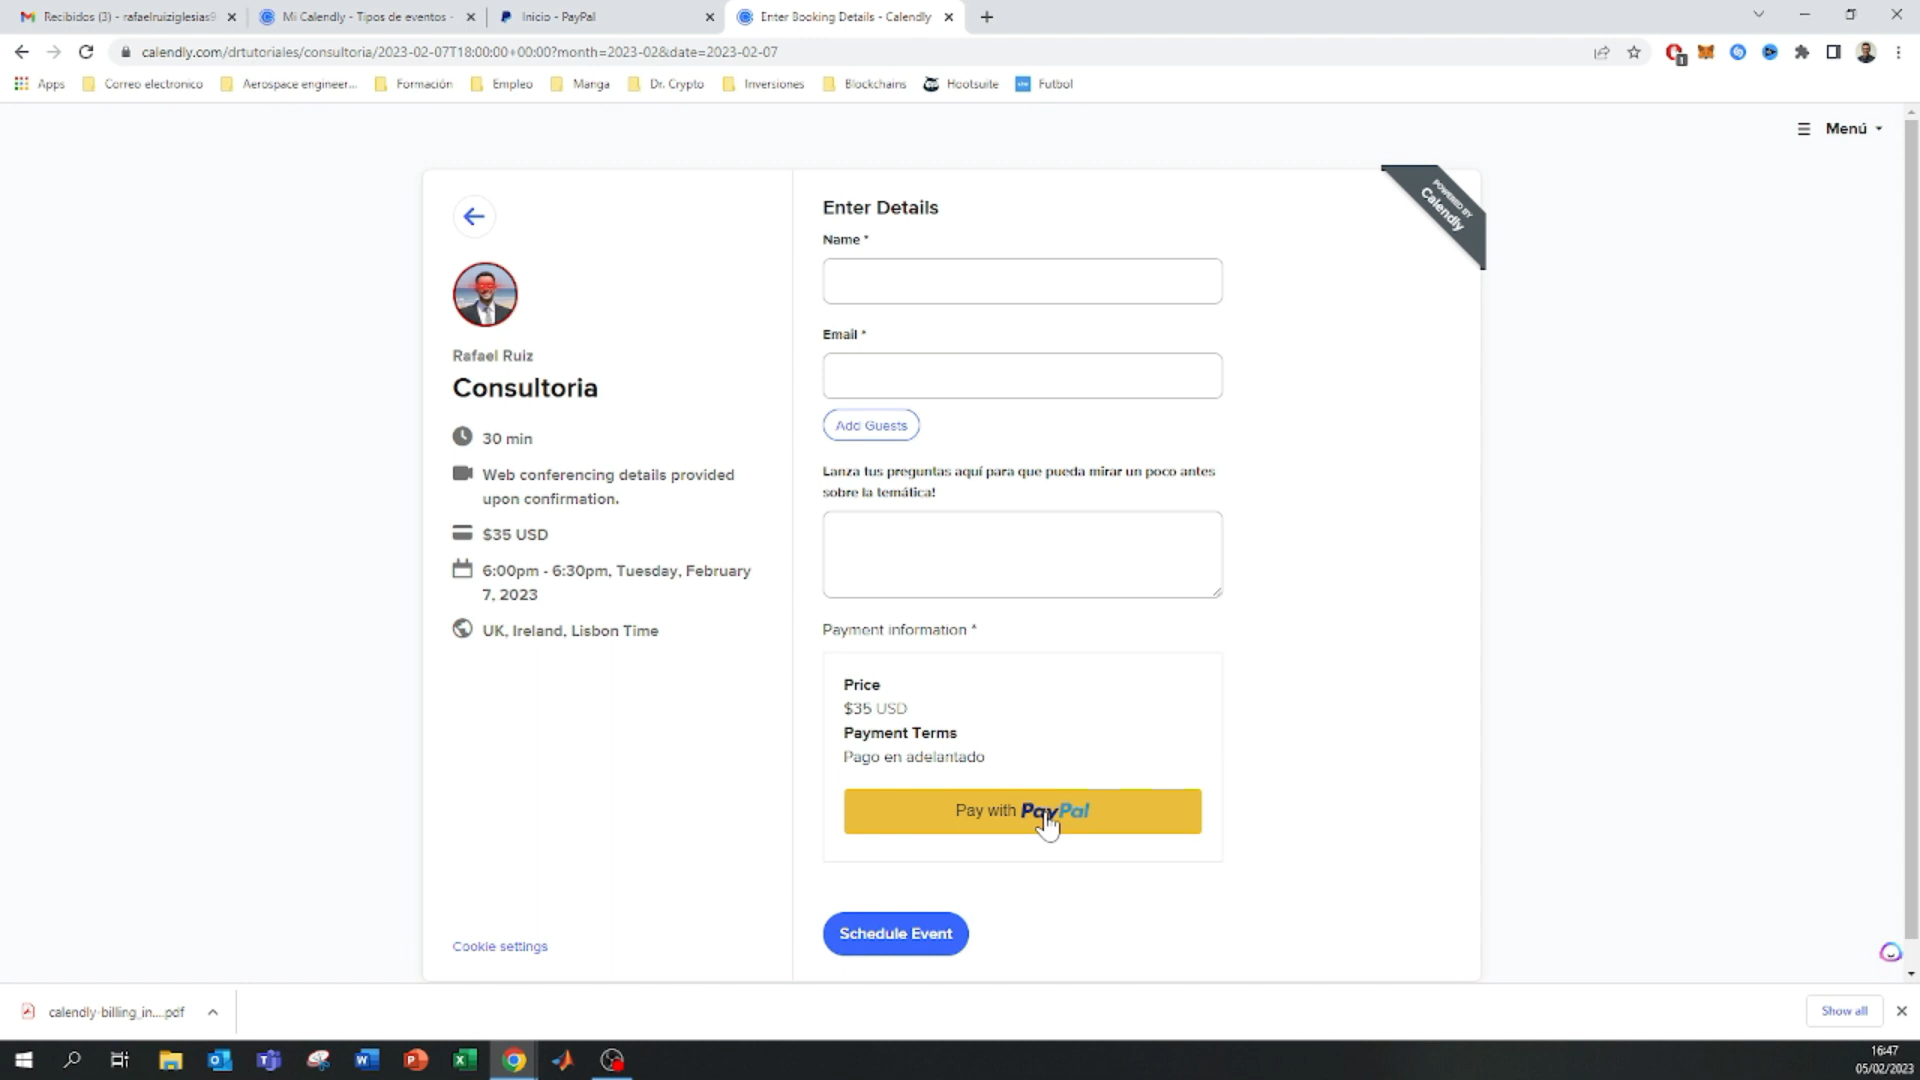 Recibidos (3) - rafaelruiziglesias9
Mi Calendly - Tipos de eventos -
Inicio - PayPal
Enter Booking Details - Calendly
calendly.com/drtutoriales/consultoria/2023-02-07T18:00:00+00:00?month=2023-02&date=2023-02-07
Apps
Correo electronico
Aerospace engineer...
Formación
Empleo
Manga
Dr. Crypto
Inversiones
Blockchains
Hootsuite
Futbol
Menú
POWERED BY
Calendly
Rafael Ruiz
Consultoria
30 min
Web conferencing details provided
upon confirmation.
$35 USD
6:00pm - 6:30pm, Tuesday, February
7, 2023
UK, Ireland, Lisbon Time
Cookie settings
Enter Details
Name *
Email *
Add Guests
Lanza tus preguntas aquí para que pueda mirar un poco antes
sobre la temática!
Payment information *
Price
$35 USD
Payment Terms
Pago en adelantado
Pay with PayPal
Schedule Event
calendly-billing_in....pdf
Show all
16:47
05/02/2023